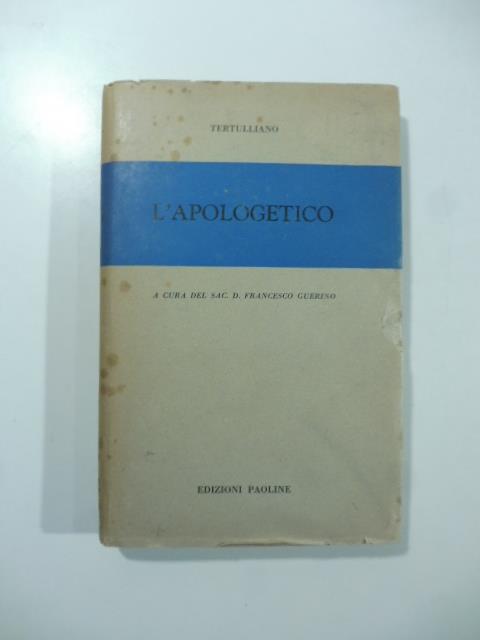 TERTULLIANO
L'APOLOGETICO
A CURA DEL SAC. D. FRANCESCO GUERINO
EDIZIONI PAOLINE